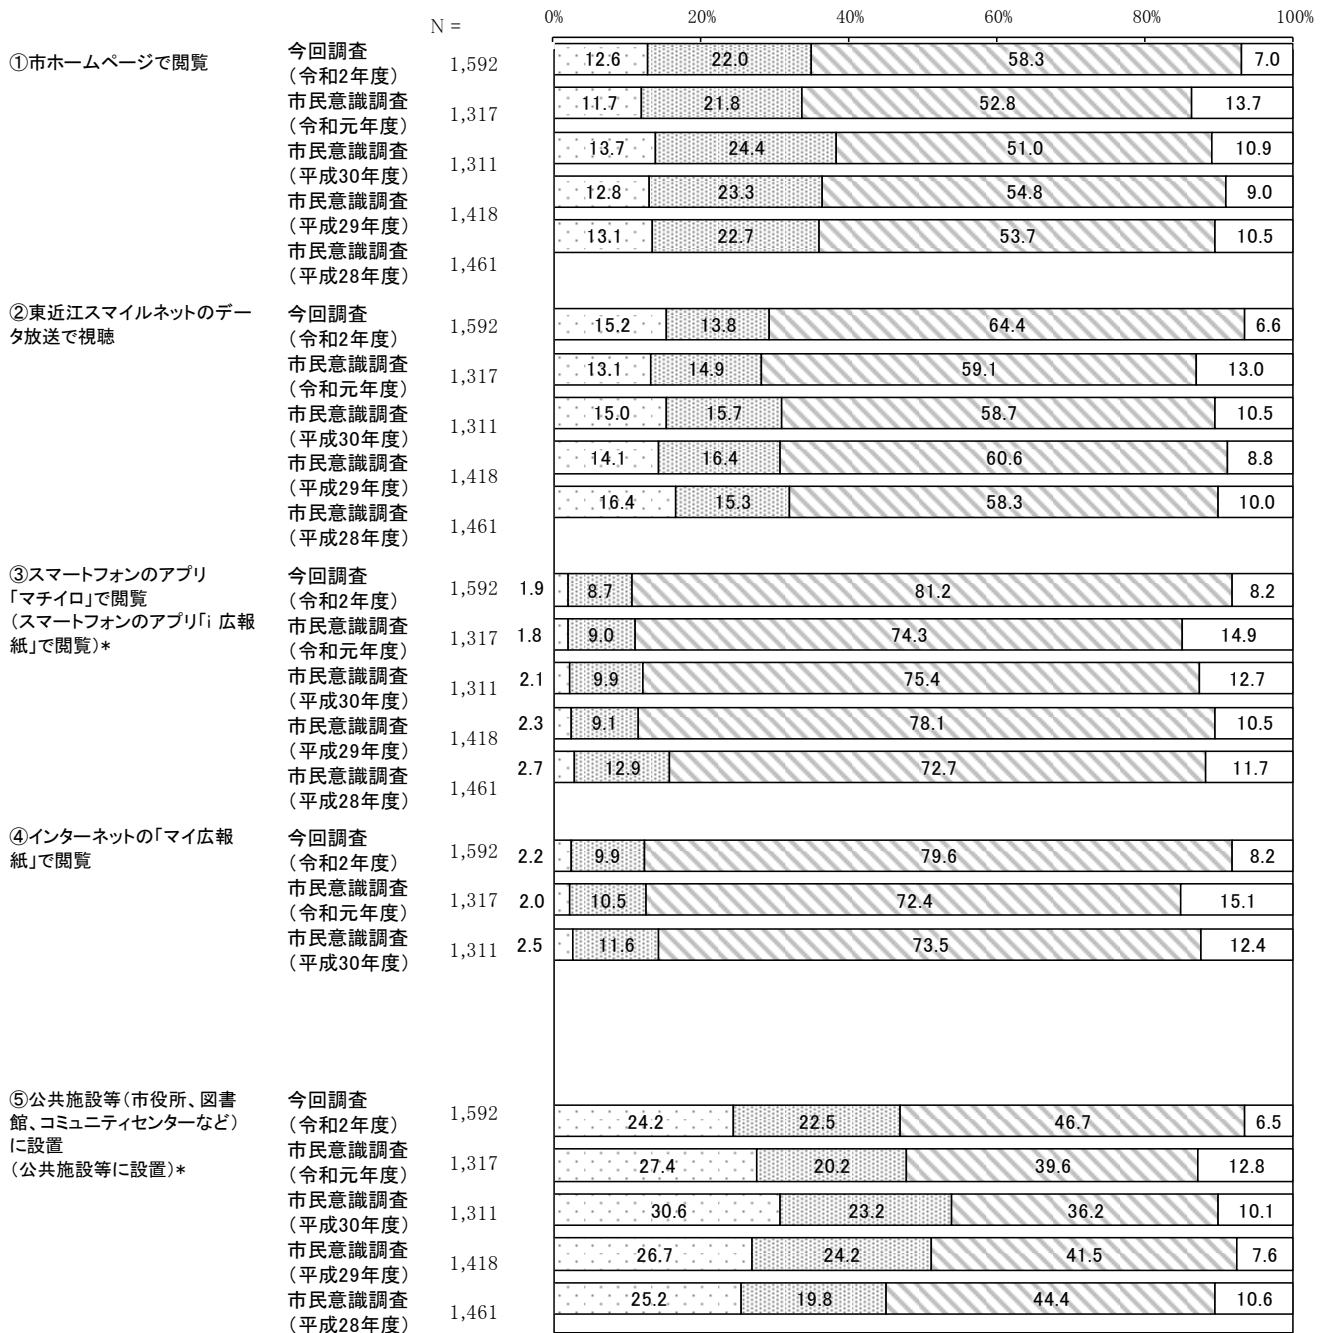 N =
0% 20% 40% 60% 80% 100%
①市ホームページで閲覧
今回調査
(令和2年度)
1,592 12.6 22.0 58.3 7.0
市民意識調査
(令和元年度)
1,317 11.7 21.8 52.8 13.7
市民意識調査
(平成30年度)
1,311 13.7 24.4 51.0 10.9
市民意識調査
(平成29年度)
1,418 12.8 23.3 54.8 9.0
市民意識調査
(平成28年度)
1,461 13.1 22.7 53.7 10.5
②東近江スマイルネットのデー
タ放送で視聴
今回調査
(令和2年度)
1,592 15.2 13.8 64.4 6.6
市民意識調査
(令和元年度)
1,317 13.1 14.9 59.1 13.0
市民意識調査
(平成30年度)
1,311 15.0 15.7 58.7 10.5
市民意識調査
(平成29年度)
1,418 14.1 16.4 60.6 8.8
市民意識調査
(平成28年度)
1,461 16.4 15.3 58.3 10.0
③スマートフォンのアプリ
「マチイロ」で閲覧
(スマートフォンのアプリ「i 広報
紙」で閲覧)*
今回調査
(令和2年度)
1,592 1.9 8.7 81.2 8.2
市民意識調査
(令和元年度)
1,317 1.8 9.0 74.3 14.9
市民意識調査
(平成30年度)
1,311 2.1 9.9 75.4 12.7
市民意識調査
(平成29年度)
1,418 2.3 9.1 78.1 10.5
市民意識調査
(平成28年度)
1,461 2.7 12.9 72.7 11.7
④インターネットの「マイ広報
紙」で閲覧
今回調査
(令和2年度)
1,592 2.2 9.9 79.6 8.2
市民意識調査
(令和元年度)
1,317 2.0 10.5 72.4 15.1
市民意識調査
(平成30年度)
1,311 2.5 11.6 73.5 12.4
⑤公共施設等(市役所、図書
館、コミュニティセンターなど)
に設置
(公共施設等に設置)*
今回調査
(令和2年度)
1,592 24.2 22.5 46.7 6.5
市民意識調査
(令和元年度)
1,317 27.4 20.2 39.6 12.8
市民意識調査
(平成30年度)
1,311 30.6 23.2 36.2 10.1
市民意識調査
(平成29年度)
1,418 26.7 24.2 41.5 7.6
市民意識調査
(平成28年度)
1,461 25.2 19.8 44.4 10.6